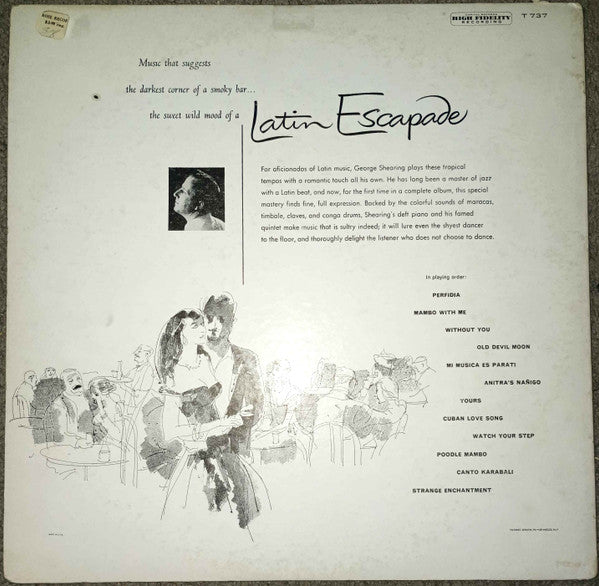 HIGH FIDELITY
RECORDING
T 737
Music that suggests
the darkest corner of a smoky bar...
the sweet wild mood of a
Latin Escapade
For aficionados of Latin music, George Shearing plays these tropical
tempos with a romantic touch all his own. He has long been a master of jazz
with a Latin beat, and now, for the first time in a complete album, this special
mastery finds fine, full expression. Backed by the colorful sounds of maracas,
timbale, claves, and conga drums, Shearing's deft piano and his famed
quintet make music that is sultry indeed; it will lure even the shyest dancer
to the floor, and thoroughly delight the listener who does not choose to dance.
In playing order:
PERFIDIA
MAMBO WITH ME
WITHOUT YOU
OLD DEVIL MOON
MI MUSICA ES PARATI
ANITRA'S NAÑIGO
YOURS
CUBAN LOVE SONG
WATCH YOUR STEP
POODLE MAMBO
CANTO KARABALI
STRANGE ENCHANTMENT